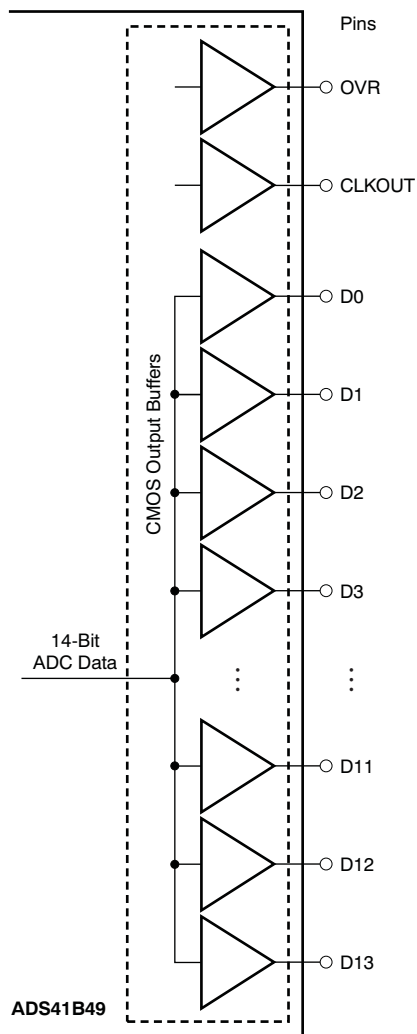 Pins
OVR
CLKOUT
D0
CMOS Output Buffers
D1
D2
D3
14-Bit
ADC Data
D11
D12
D13
ADS41B49